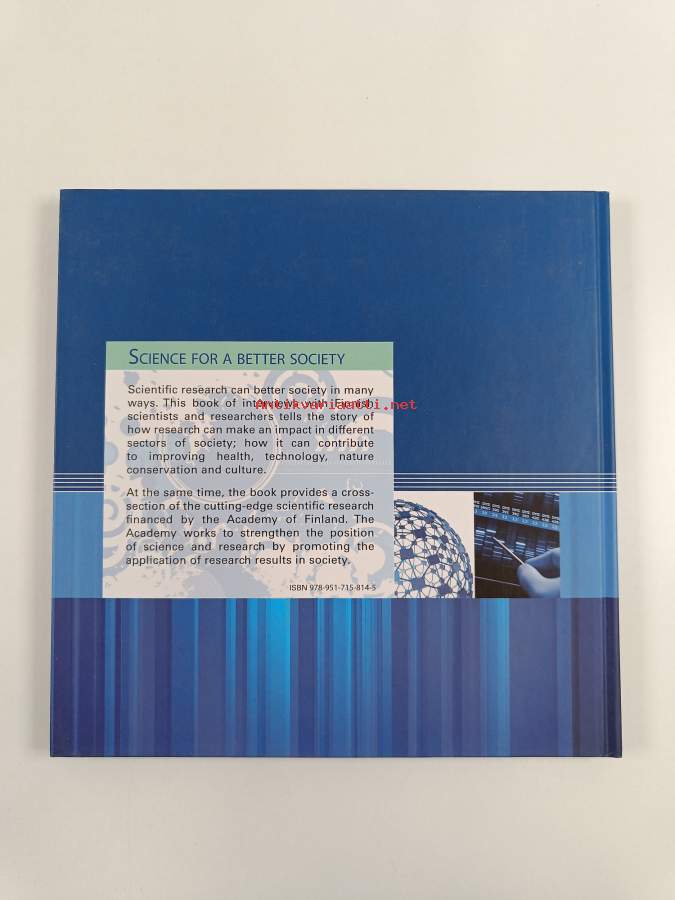 SCIENCE FOR A BETTER SOCIETY
Scientific research can better society in many
ways. This book of interviews with Finnish
Antikvariaatti.net
scientists and researchers tells the story of
how research can make an impact in different
sectors of society; how it can contribute
to improving health, technology, nature
conservation and culture.
At the same time, the book provides a cross-
section of the cutting-edge scientific research
financed by the Academy of Finland. The
Academy works to strengthen the position
of science and research by promoting the
application of research results in society.
ISBN 978-951-715-814-5